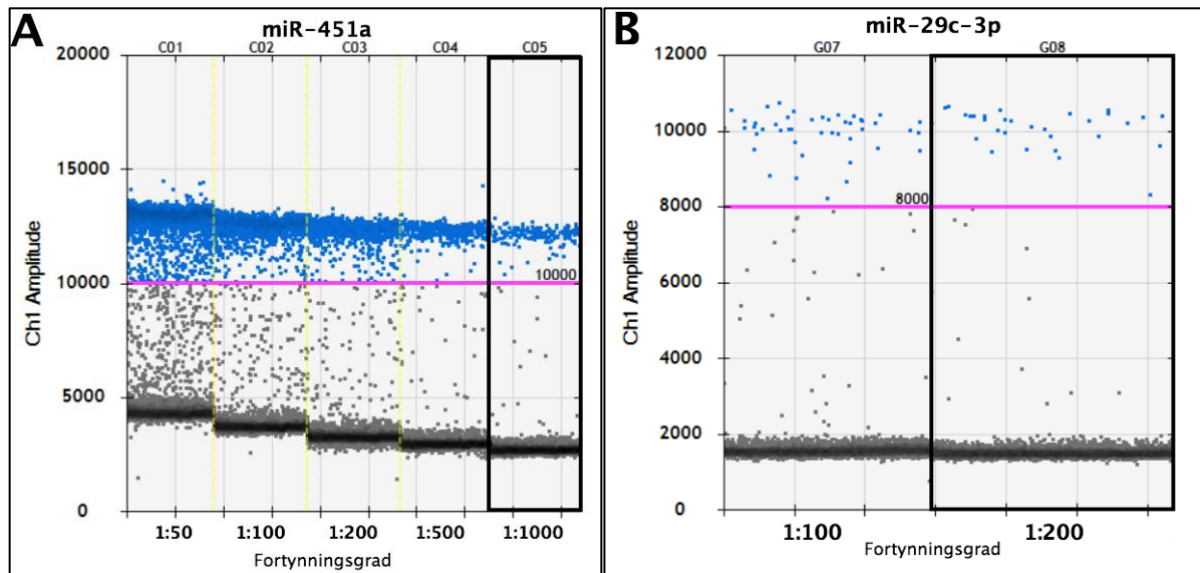 A
miR-451a
C01 C02 C03 C04 C05
20000
15000
10000
5000
0
10000
Ch1 Amplitude
1:50 1:100 1:200 1:500 1:1000
Fortynningsgrad
B
miR-29c-3p
G07 G08
12000
10000
8000
6000
4000
2000
0
8000
Ch1 Amplitude
1:100 1:200
Fortynningsgrad